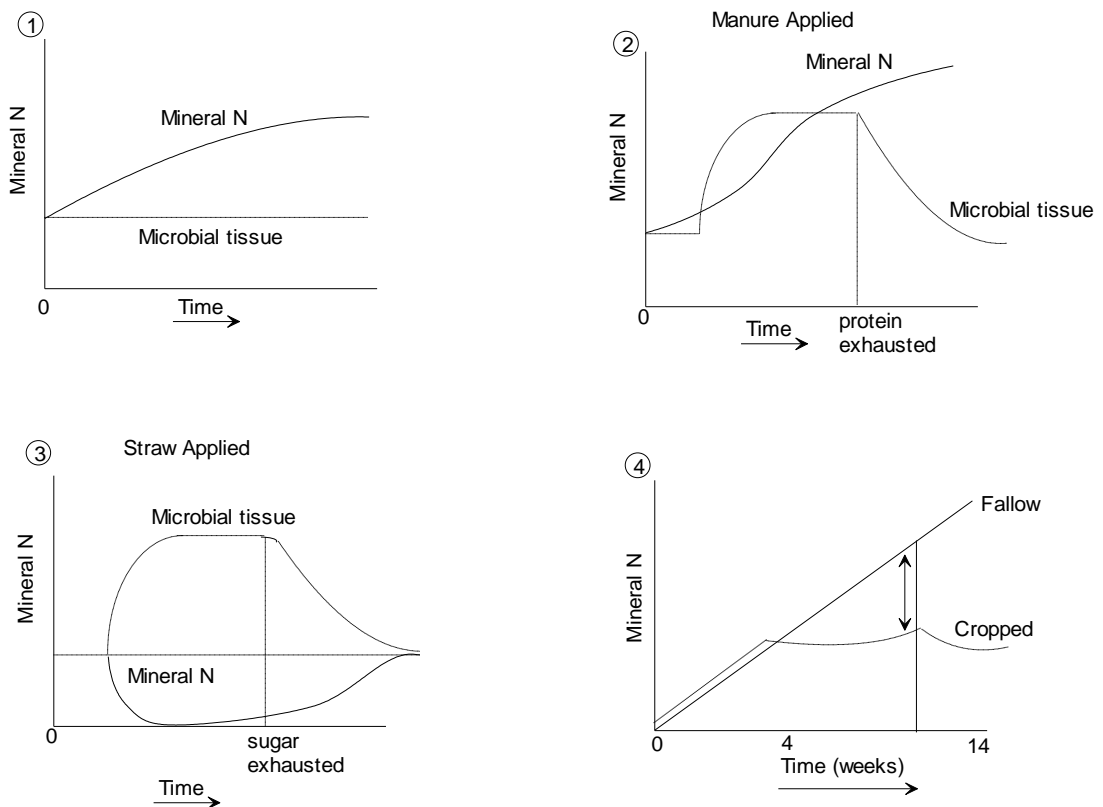 ①
Mineral N
Mineral N
Microbial tissue
0
Time
Manure Applied
②
Mineral N
Mineral N
Microbial tissue
0
Time
protein
exhausted
③
Straw Applied
Mineral N
Microbial tissue
Mineral N
0
sugar
exhausted
Time
④
Mineral N
Fallow
Cropped
0
4
14
Time (weeks)